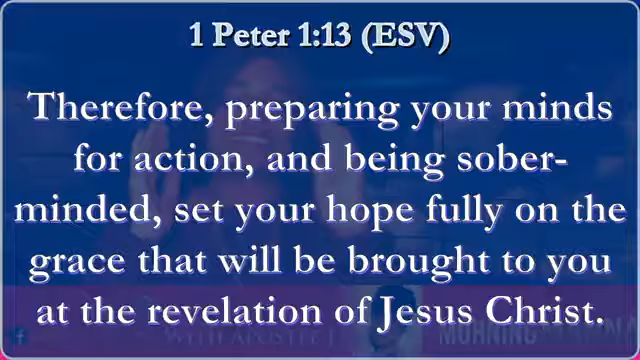 1 Peter 1:13 (ESV)
Therefore, preparing your minds
for action, and being sober-
minded, set your hope fully on the
grace that will be brought to you
at the revelation of Jesus Christ.